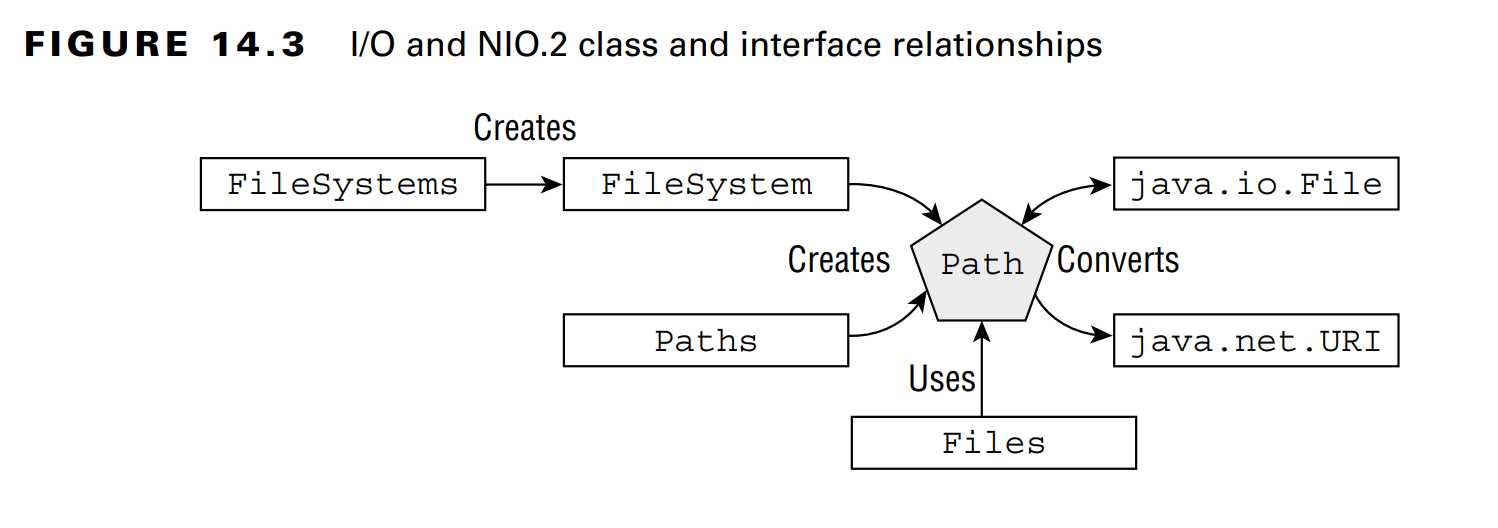 FIGURE 14.3 I/O and NIO.2 class and interface relationships
Creates
FileSystems
FileSystem
java.io.File
Creates
Path
Converts
Paths
java.net.URI
Uses
Files